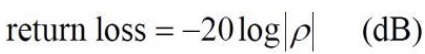 return loss = −20 log|ρ| (dB)